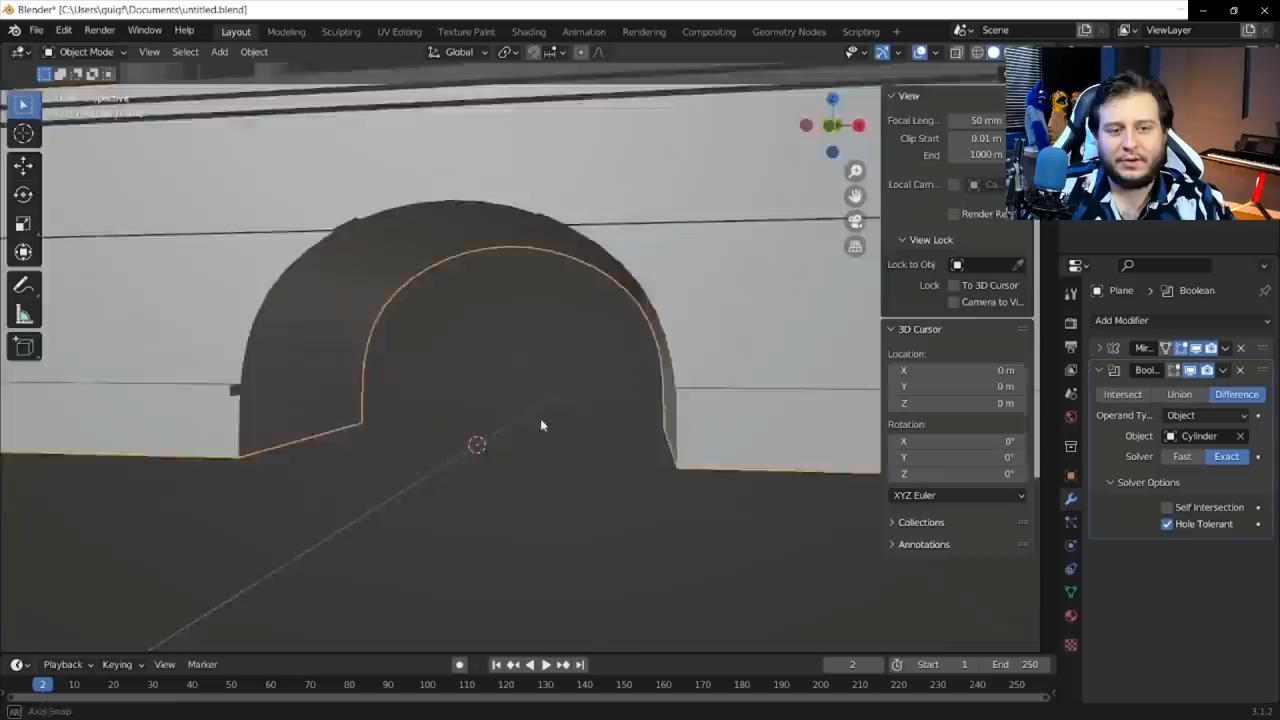 Blender* [C:\Users\guigf\Documents\untitled.blend]
File Edit Render Window Help
Layout Modeling Sculpting UV Editing Texture Paint Shading Animation Rendering Compositing Geometry Nodes Scripting +
Scene
ViewLayer
Object Mode
View Select Add Object
Global
View
Focal Leng... 50 mm
Clip Start 0.01 m
End 1000 m
Local Cam...
Render Re
View Lock
Lock to Obj
Lock To 3D Cursor
Camera to Vi...
3D Cursor
Location:
X 0 m
Y 0 m
Z 0 m
Rotation:
X 0°
Y 0°
Z 0°
XYZ Euler
Collections
Annotations
Plane > Boolean
Add Modifier
Mir...
Bool...
Intersect Union Difference
Operand Ty... Object
Object Cylinder
Solver Fast Exact
Solver Options
Self Intersection
Hole Tolerant
Playback Keying View Marker
2
Start 1
End 250
2 10 20 30 40 50 60 70 80 90 100 110 120 130 140 150 160 170 180 190 200 210 220 230 240 250
Axis Snap
3.1.2